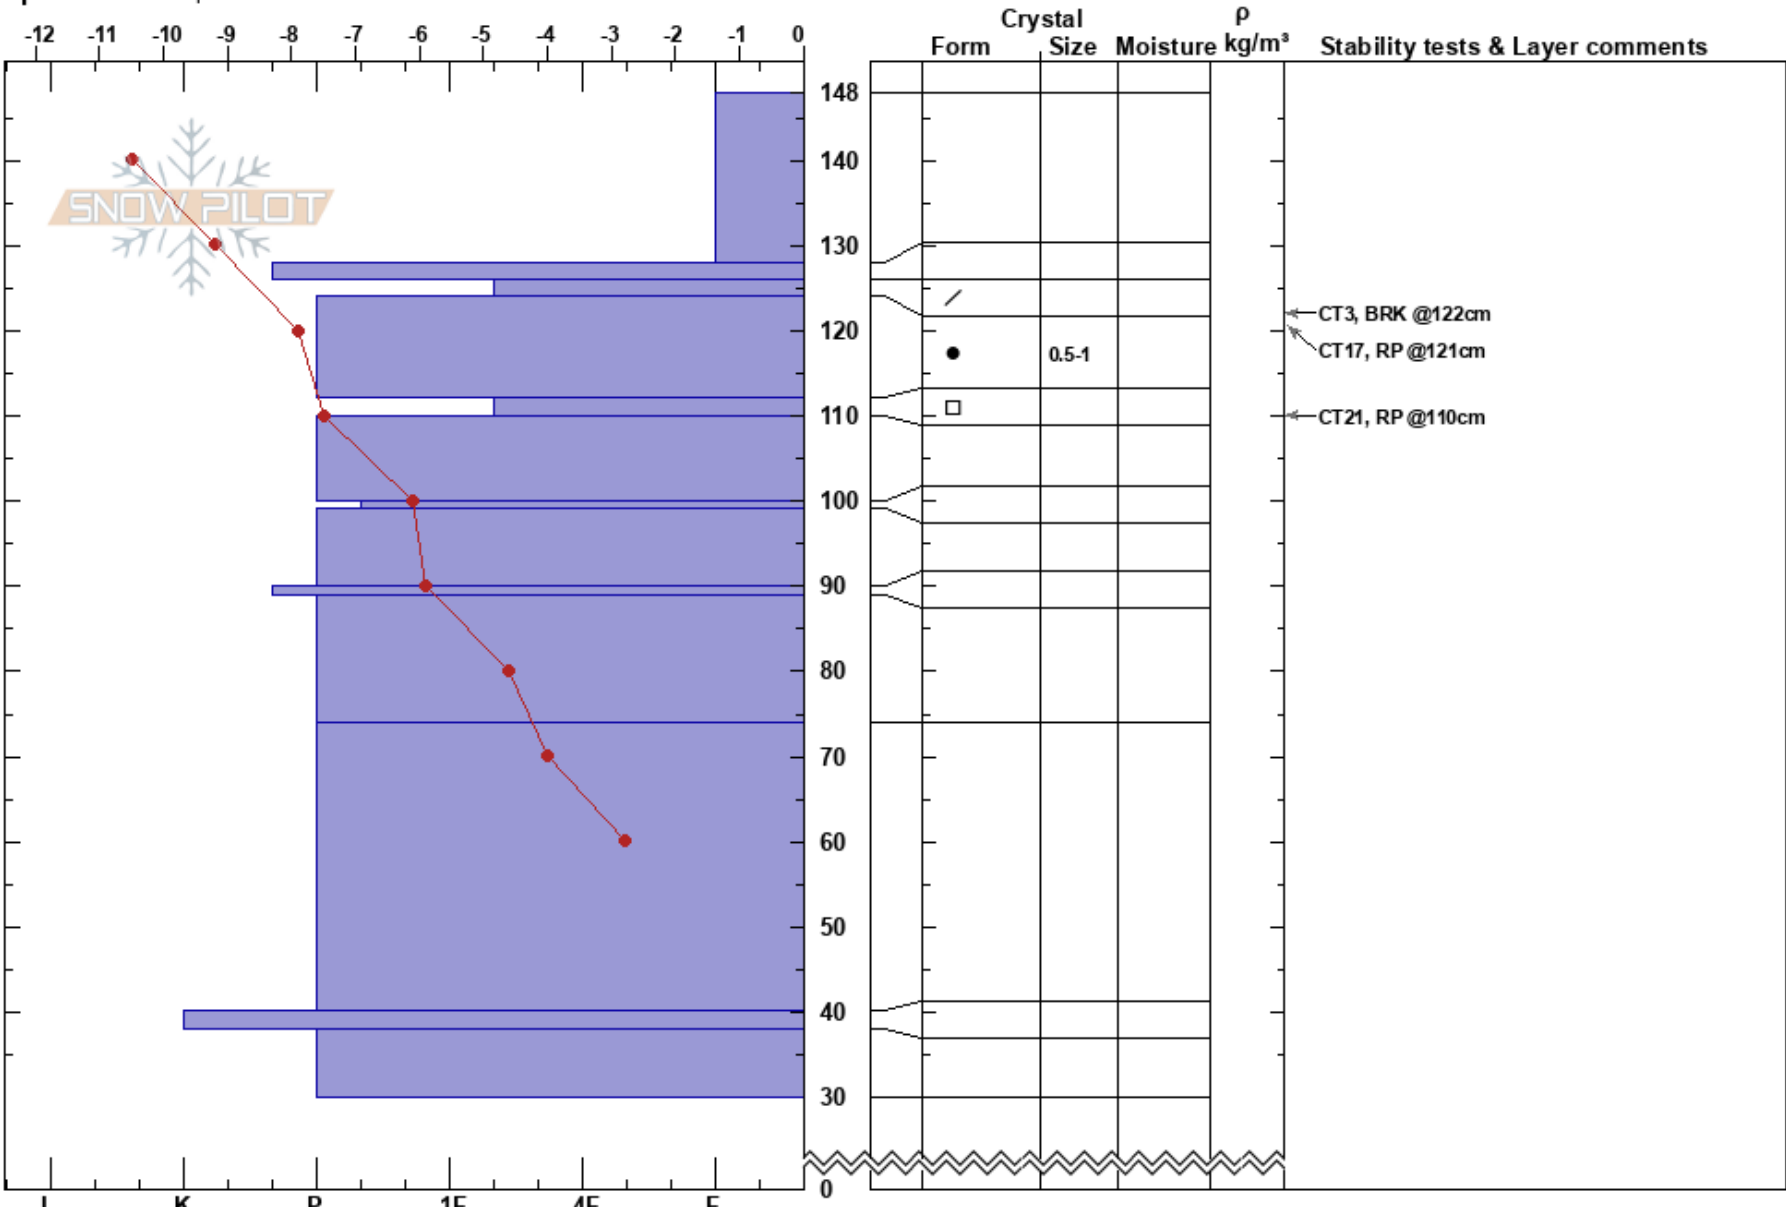 Crystal ρ
-12 -11 -10 -9 -8 -7 -6 -5 -4 -3 -2 -1 0 Form Size Moisture kg/m³ Stability tests & Layer comments
148
140
SNOW PILOT
130
CT3, BRK @122cm
120
CT17, RP @121cm
0.5-1
110 CT21, RP @110cm
100
90
80
70
60
50
40
30
0
K P 1F 4F F